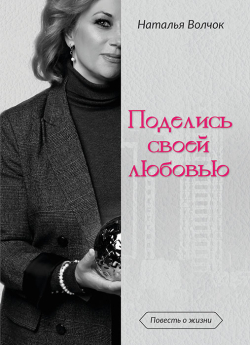 Наталья Волчок
Поделись
своей
любовью
Повесть о жизни